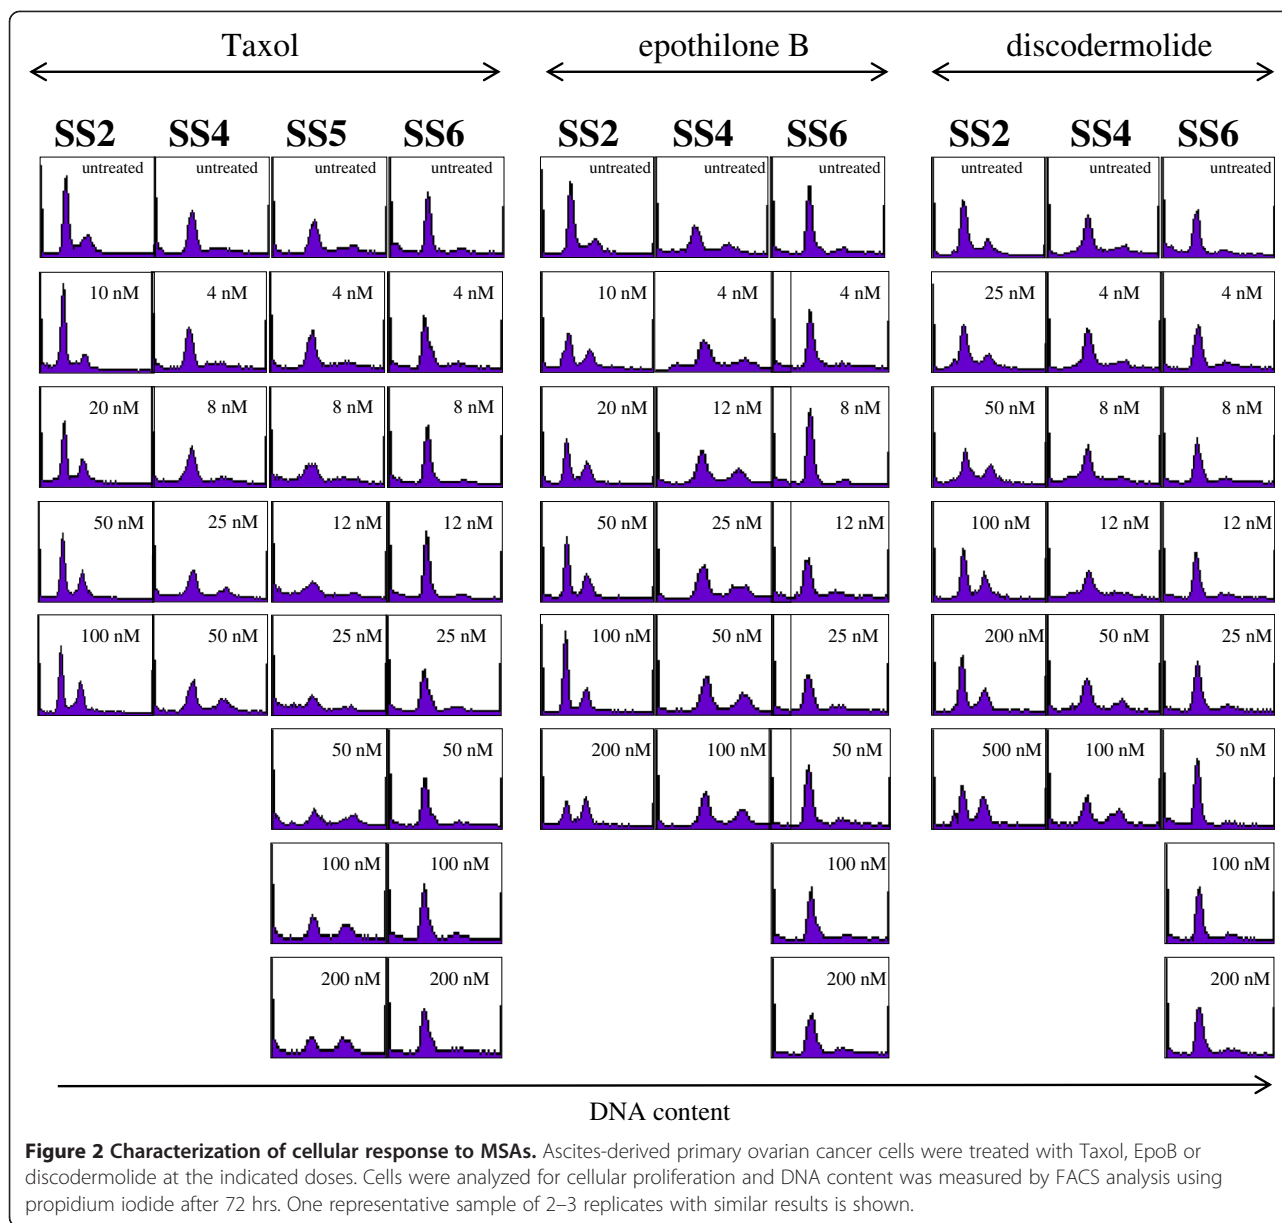 Taxol epothilone B discodermolide
SS2 SS4 SS5 SS6 SS2 SS4 SS6 SS2 SS4 SS6
untreated untreated untreated untreated untreated untreated untreated untreated untreated untreated
10 nM 4 nM 4 nM 4 nM 10 nM 4 nM 4 nM 25 nM 4 nM 4 nM
20 nM 8 nM 8 nM 8 nM 20 nM 12 nM 8 nM 50 nM 8 nM 8 nM
50 nM 25 nM 12 nM 12 nM 50 nM 25 nM 12 nM 100 nM 12 nM 12 nM
100 nM 50 nM 25 nM 25 nM 100 nM 50 nM 25 nM 200 nM 50 nM 25 nM
50 nM 50 nM 200 nM 100 nM 50 nM 500 nM 100 nM 50 nM
100 nM 100 nM 100 nM 100 nM
200 nM 200 nM 200 nM 200 nM
DNA content
Figure 2 Characterization of cellular response to MSAs. Ascites-derived primary ovarian cancer cells were treated with Taxol, EpoB or
discodermolide at the indicated doses. Cells were analyzed for cellular proliferation and DNA content was measured by FACS analysis using
propidium iodide after 72 hrs. One representative sample of 2–3 replicates with similar results is shown.